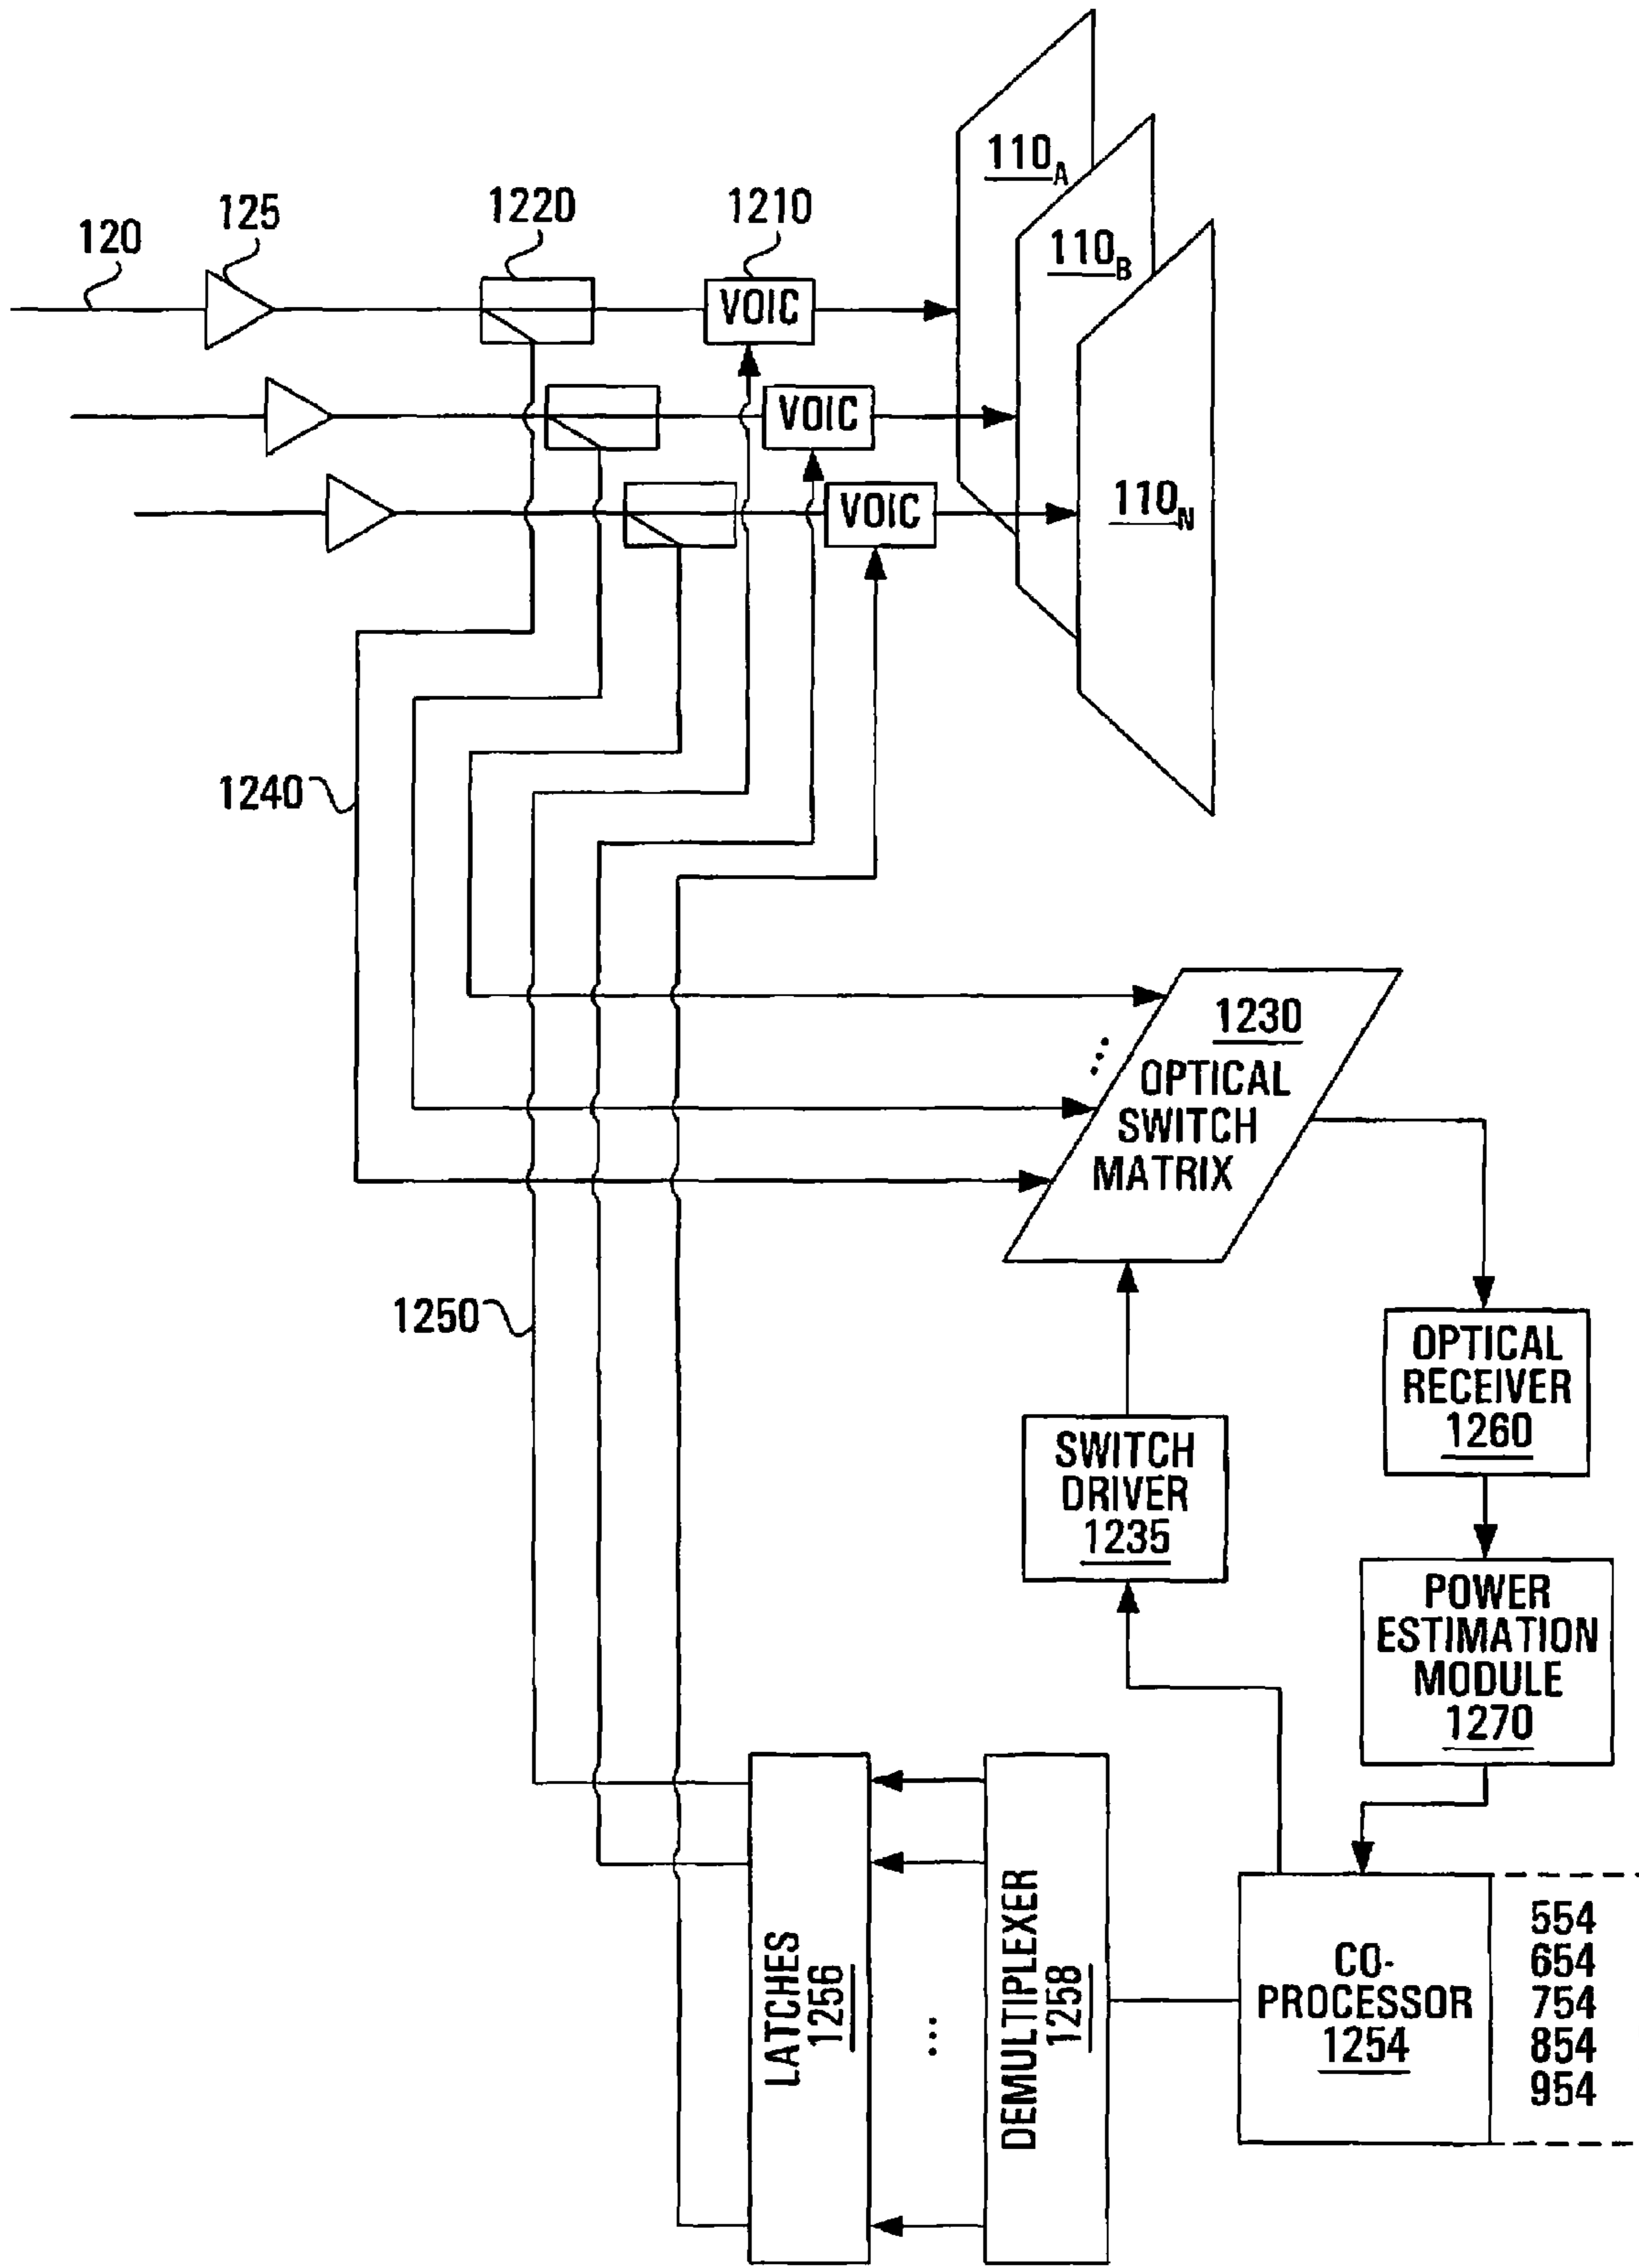 110A
125
1220
1210
120
110B
VOIC
VOIC
VOIC
110N
1240
1230
OPTICAL
SWITCH
MATRIX
1250
OPTICAL
RECEIVER
1260
SWITCH
DRIVER
1235
POWER
ESTIMATION
MODULE
1270
LATCHES
1256
...
DEMULTIPLEXER
1258
CO-
PROCESSOR
1254
554
654
754
854
954